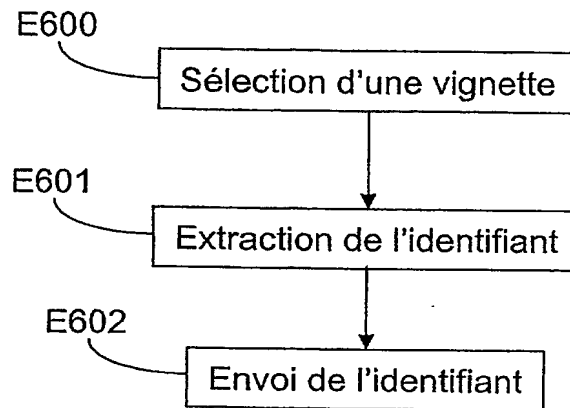 E600
Sélection d'une vignette
E601
Extraction de l'identifiant
E602
Envoi de l'identifiant